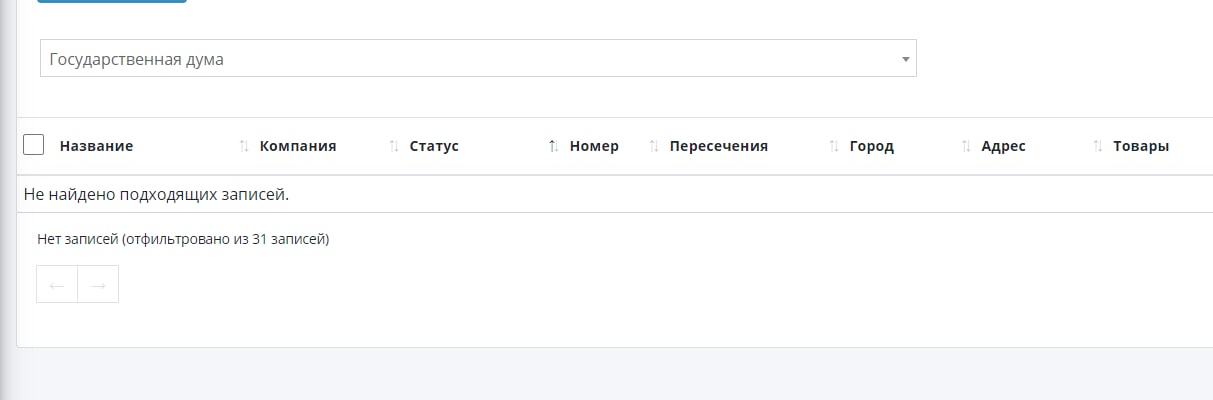 Государственная дума
Название Компания Статус Номер Пересечения Город Адрес Товары
Не найдено подходящих записей.
Нет записей (отфильтровано из 31 записей)
← →